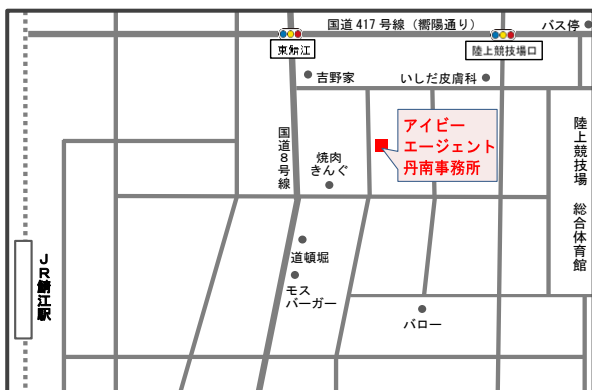 国道417号線（嚮陽通り）
バス停
東鯖江
陸上競技場口
吉野家
いしだ皮膚科
アイビー
エージェント
丹南事務所
国道8号線
焼肉
きんぐ
陸上競技場 総合体育館
道頓堀
モス
バーガー
バロー
JR鯖江駅